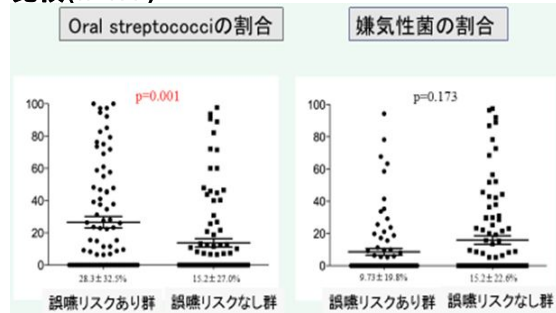 Oral streptococciの割合
嫌気性菌の割合
p=0.001
100
80
60
40
20
0
28.3±32.5%
15.2±27.0%
誤嚥リスクあり群
誤嚥リスクなし群
p=0.173
100
80
60
40
20
0
9.73±19.8%
15.2±22.6%
誤嚥リスクあり群
誤嚥リスクなし群